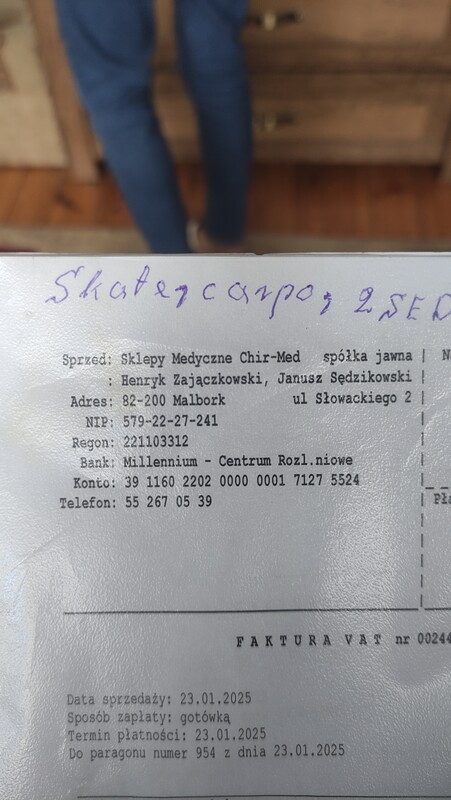 Sprzed: Sklepy Medyczne Chir-Med spółka jawna
: Henryk Zajączkowski, Janusz Sędzikowski
Adres: 82-200 Malbork ul Słowackiego 2
NIP: 579-22-27-241
Regon: 221103312
Bank: Millennium - Centrum Rozl.niowe
Konto: 39 1160 2202 0000 0001 7127 5524
Telefon: 55 267 05 39
FAKTURA VAT nr 00244
Data sprzedaży: 23.01.2025
Sposób zapłaty: gotówką
Termin płatności: 23.01.2025
Do paragonu numer 954 z dnia 23.01.2025